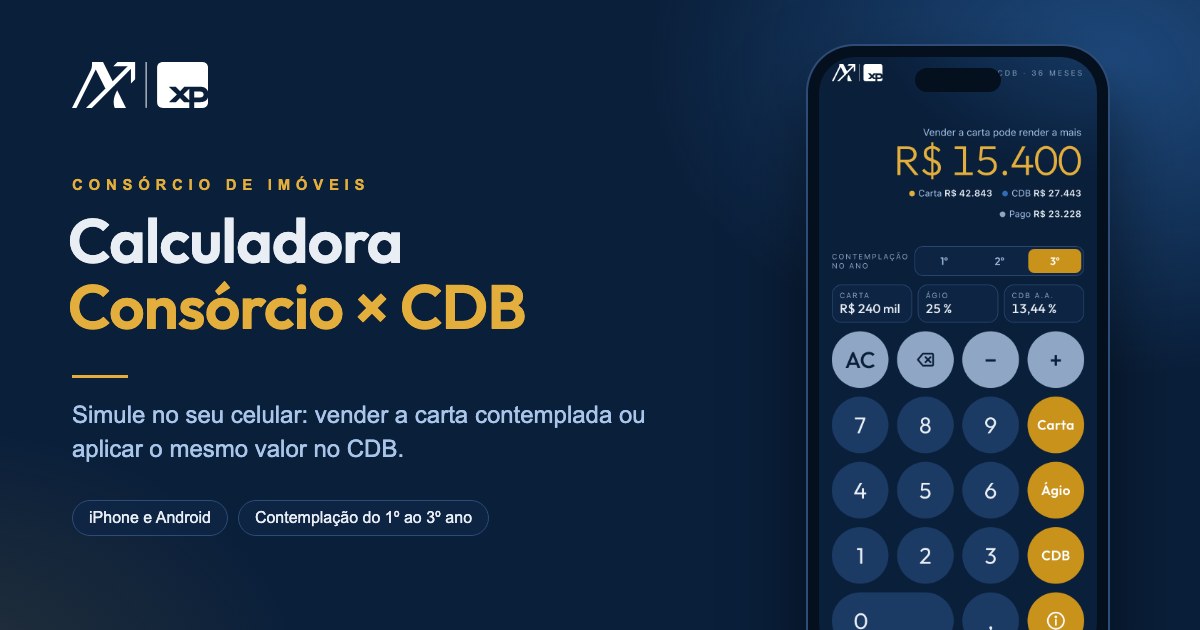 xp
CONSÓRCIO DE IMÓVEIS
Calculadora
Consórcio × CDB
Simule no seu celular: vender a carta contemplada ou
aplicar o mesmo valor no CDB.
iPhone e Android
Contemplação do 1º ao 3º ano
xp
CDB · 36 MESES
Vender a carta pode render a mais
R$ 15.400
Carta R$ 42.843 CDB R$ 27.443
Pago R$ 23.228
CONTEMPLAÇÃO
NO ANO
1º 2º 3º
CARTA ÁGIO CDB A.A.
R$ 240 mil 25 % 13,44 %
AC − +
7 8 9 Carta
4 5 6 Ágio
1 2 3 CDB
0 ,